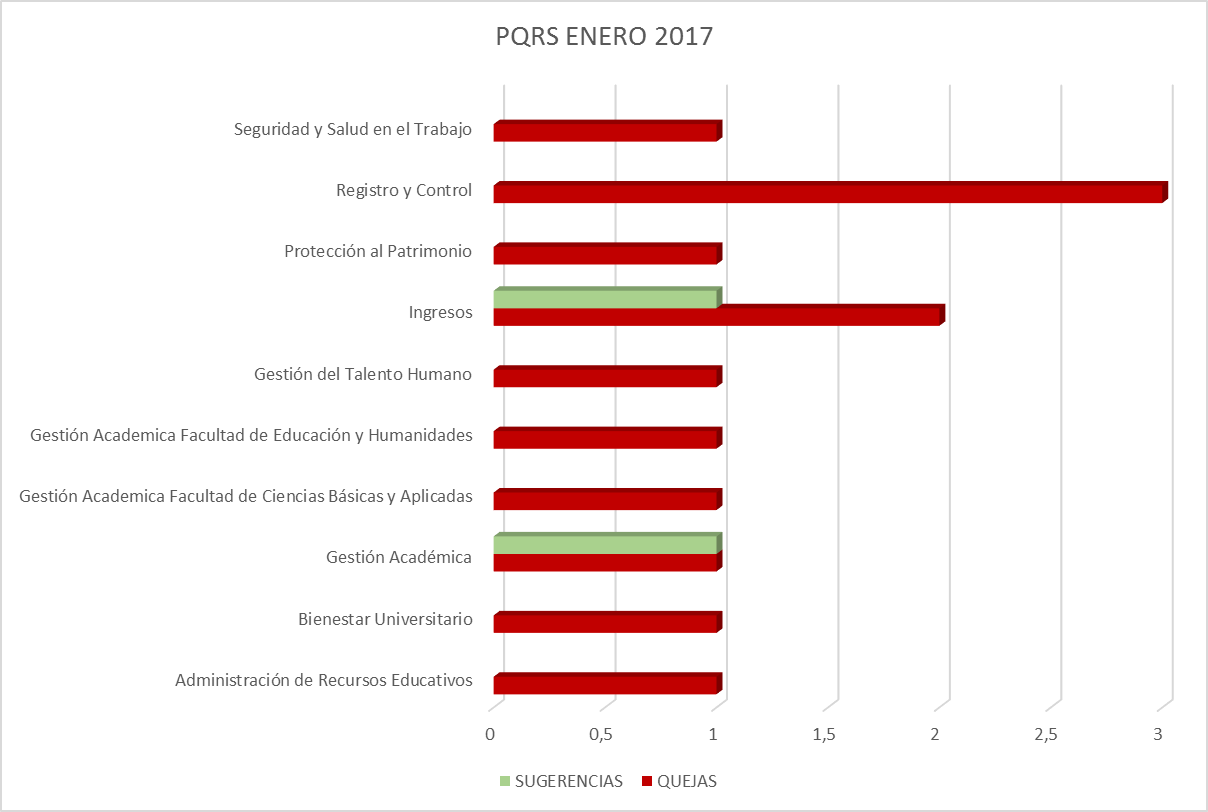 PQRS ENERO 2017
Seguridad y Salud en el Trabajo
Registro y Control
Protección al Patrimonio
Ingresos
Gestión del Talento Humano
Gestión Academica Facultad de Educación y Humanidades
Gestión Academica Facultad de Ciencias Básicas y Aplicadas
Gestión Académica
Bienestar Universitario
Administración de Recursos Educativos
0 0,5 1 1,5 2 2,5 3
SUGERENCIAS QUEJAS